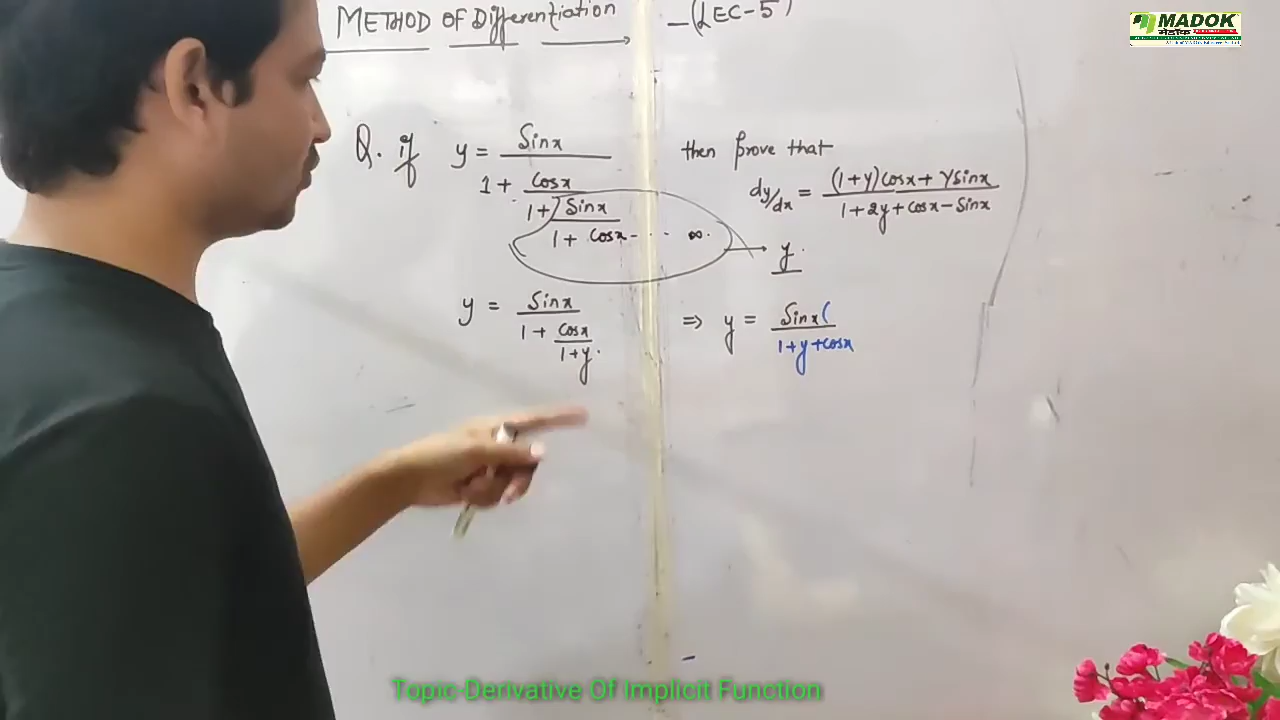 METHOD OF Differentiation –(LEC-5)
MADOK
Q. if y = Sinx / 1 + Cosx / 1 + Sinx / 1 + Cosx - - - - ∞. then prove that
dy/dx = (1+y)Cosx + ySinx / 1 + 2y + Cosx - Sinx
→ y.
y = Sinx / 1 + Cosx / 1+y. ⇒ y = Sinx( / 1+y+Cosx
Topic-Derivative Of Implicit Function